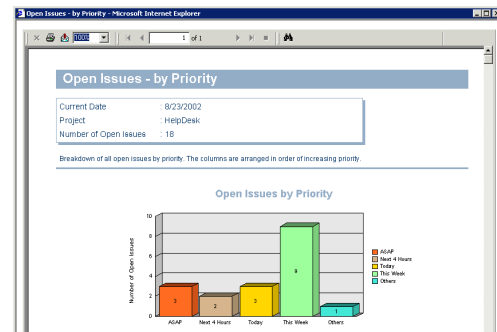 Open Issues - by Priority - Microsoft Internet Explorer
100%
1 of 1
Open Issues - by Priority
Current Date : 8/23/2002
Project : HelpDesk
Number of Open Issues : 18
Breakdown of all open issues by priority. The columns are arranged in order of increasing priority.
Open Issues by Priority
Number of Open Issues
10
8
6
4
2
0
3
2
3
9
1
ASAP
Next 4 Hours
Today
This Week
Others
ASAP
Next 4 Hours
Today
This Week
Others